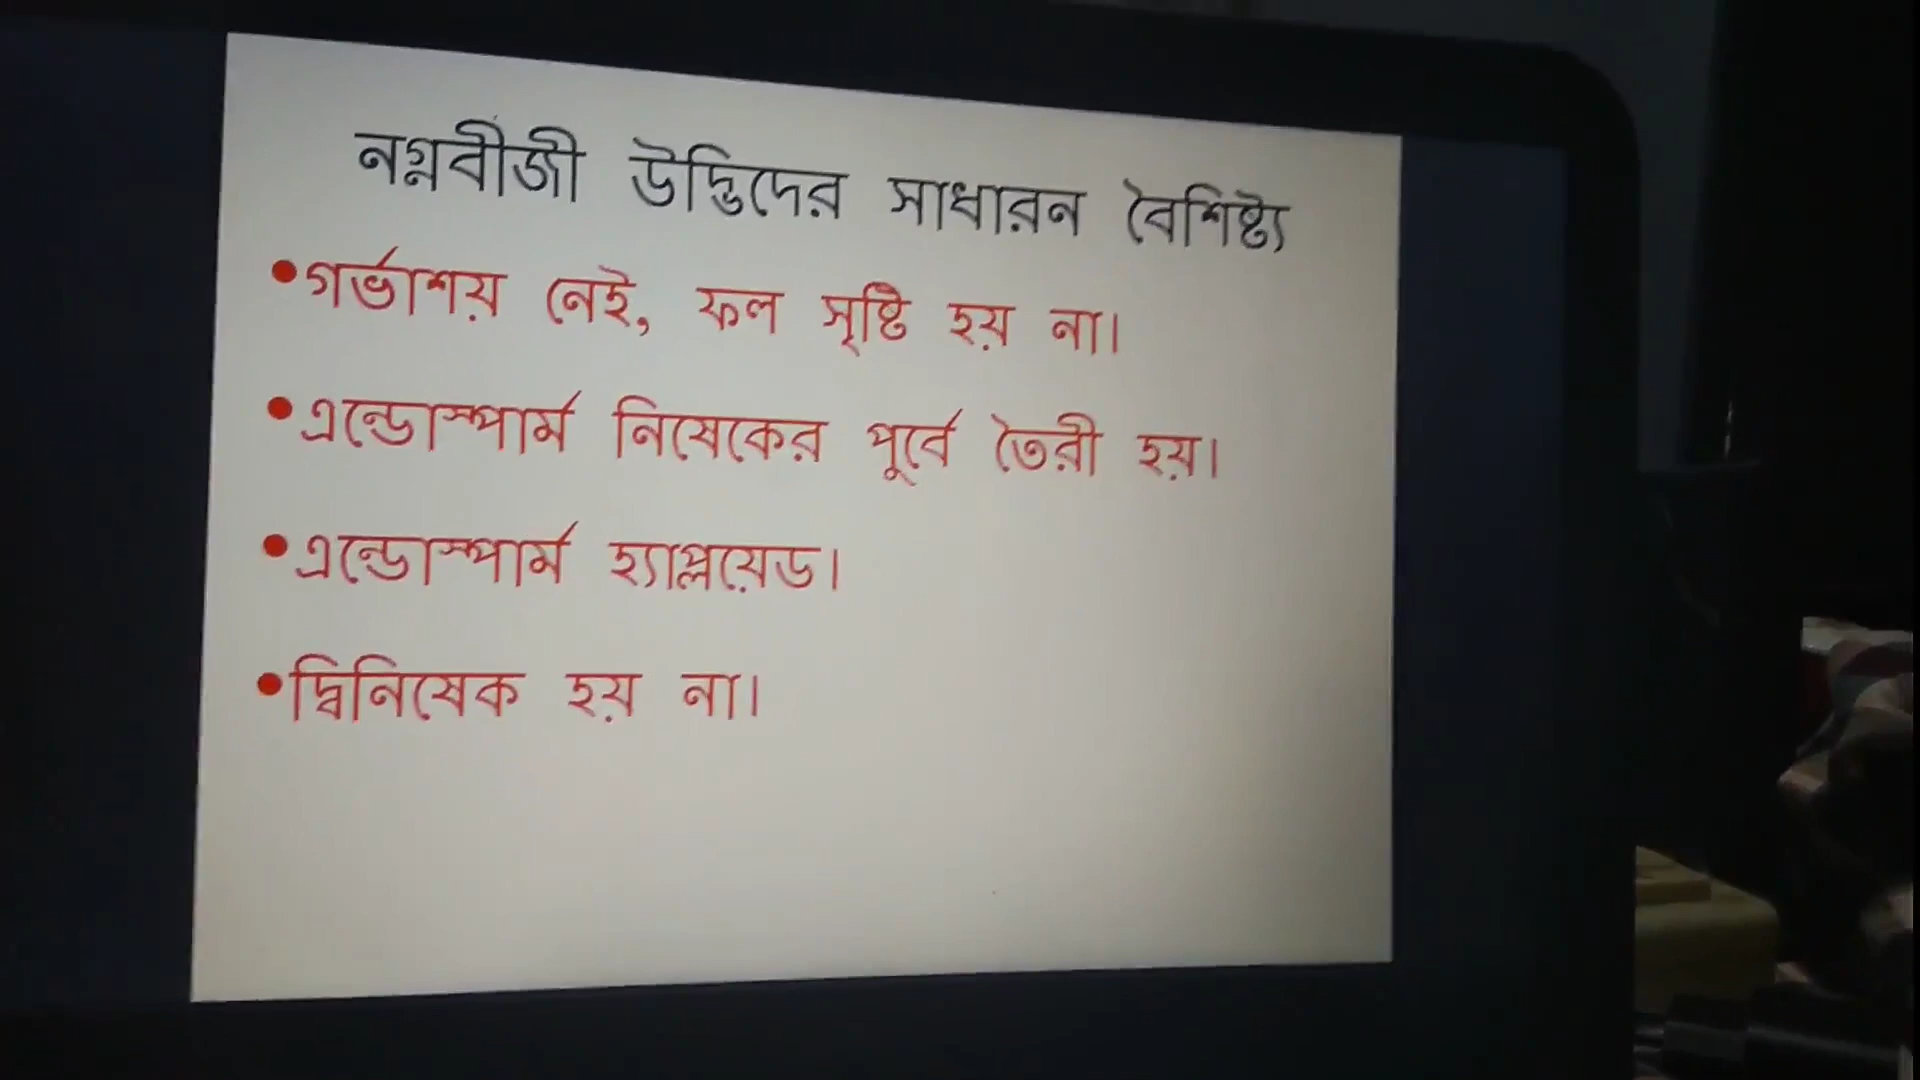 নগ্নবীজী উদ্ভিদের সাধারন বৈশিষ্ট্য
•গর্ভাশয় নেই, ফল সৃষ্টি হয় না।
•এন্ডোস্পার্ম নিষেকের পূর্বে তৈরী হয়।
•এন্ডোস্পার্ম হ্যাপ্লয়েড।
•দ্বিনিষেক হয় না।